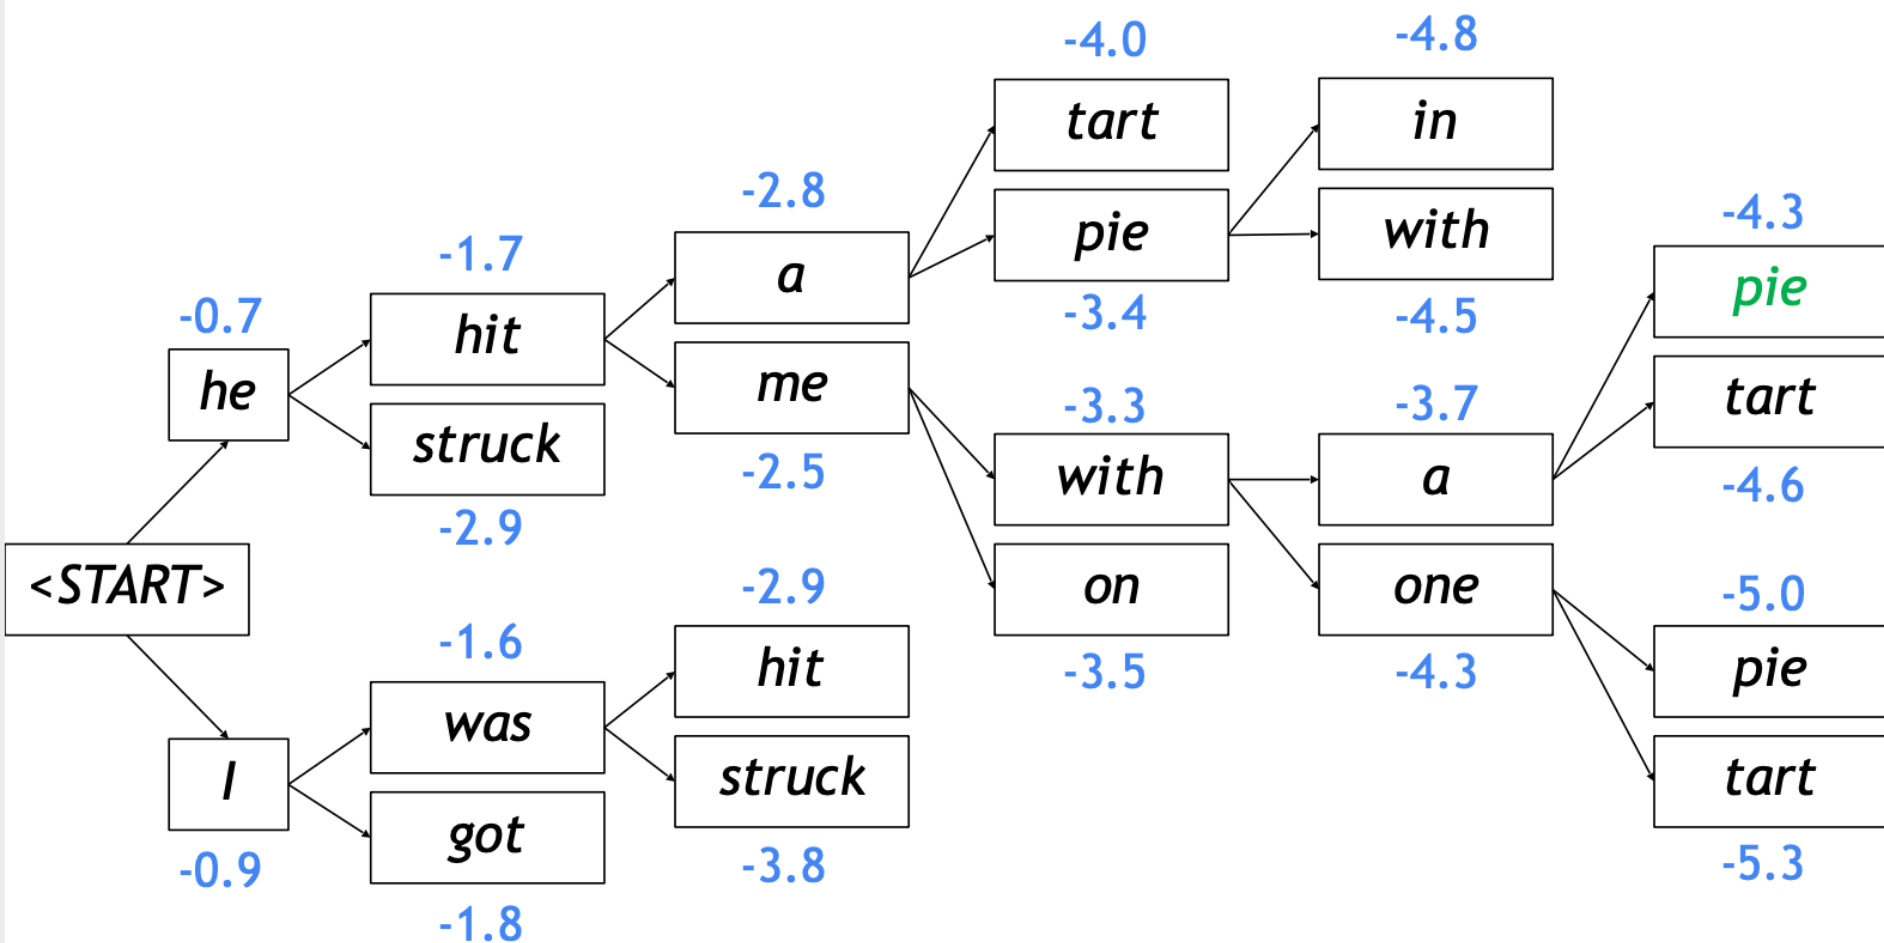 -4.0
-4.8
tart
in
-2.8
-4.3
pie
with
-1.7
a
pie
-0.7
hit
-3.4
-4.5
he
me
-3.3
-3.7
tart
struck
-2.5
with
a
-4.6
-2.9
<START>
-2.9
on
one
-5.0
-1.6
hit
-3.5
-4.3
pie
was
I
struck
tart
-0.9
got
-3.8
-5.3
-1.8